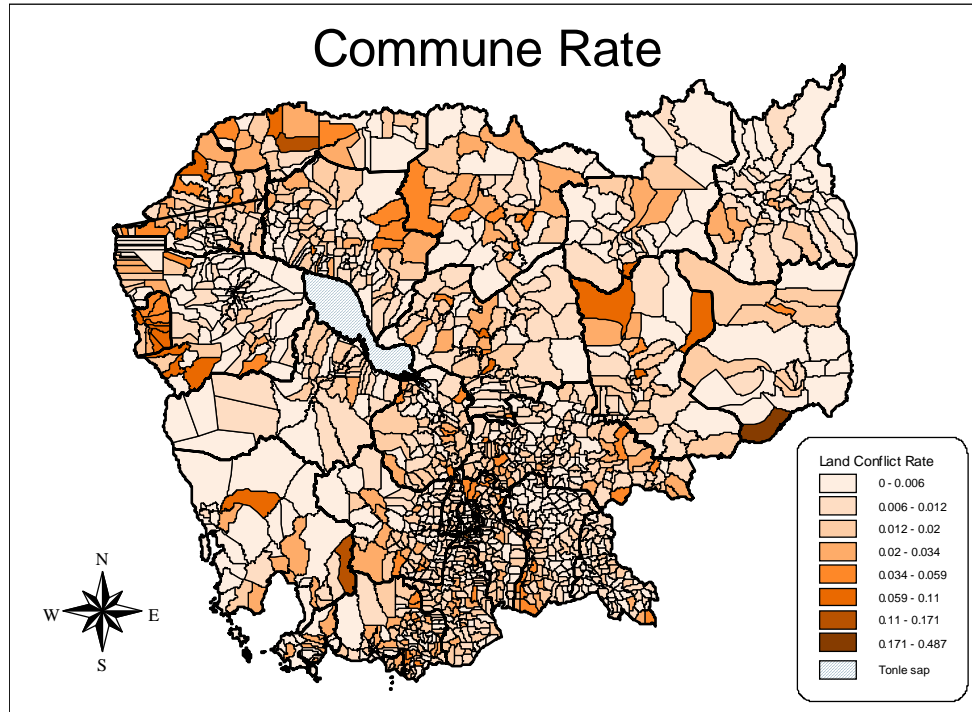 Commune Rate
Land Conflict Rate
0 - 0.006
0.006 - 0.012
0.012 - 0.02
0.02 - 0.034
0.034 - 0.059
0.059 - 0.11
0.11 - 0.171
0.171 - 0.487
Tonle sap
N
W E
S